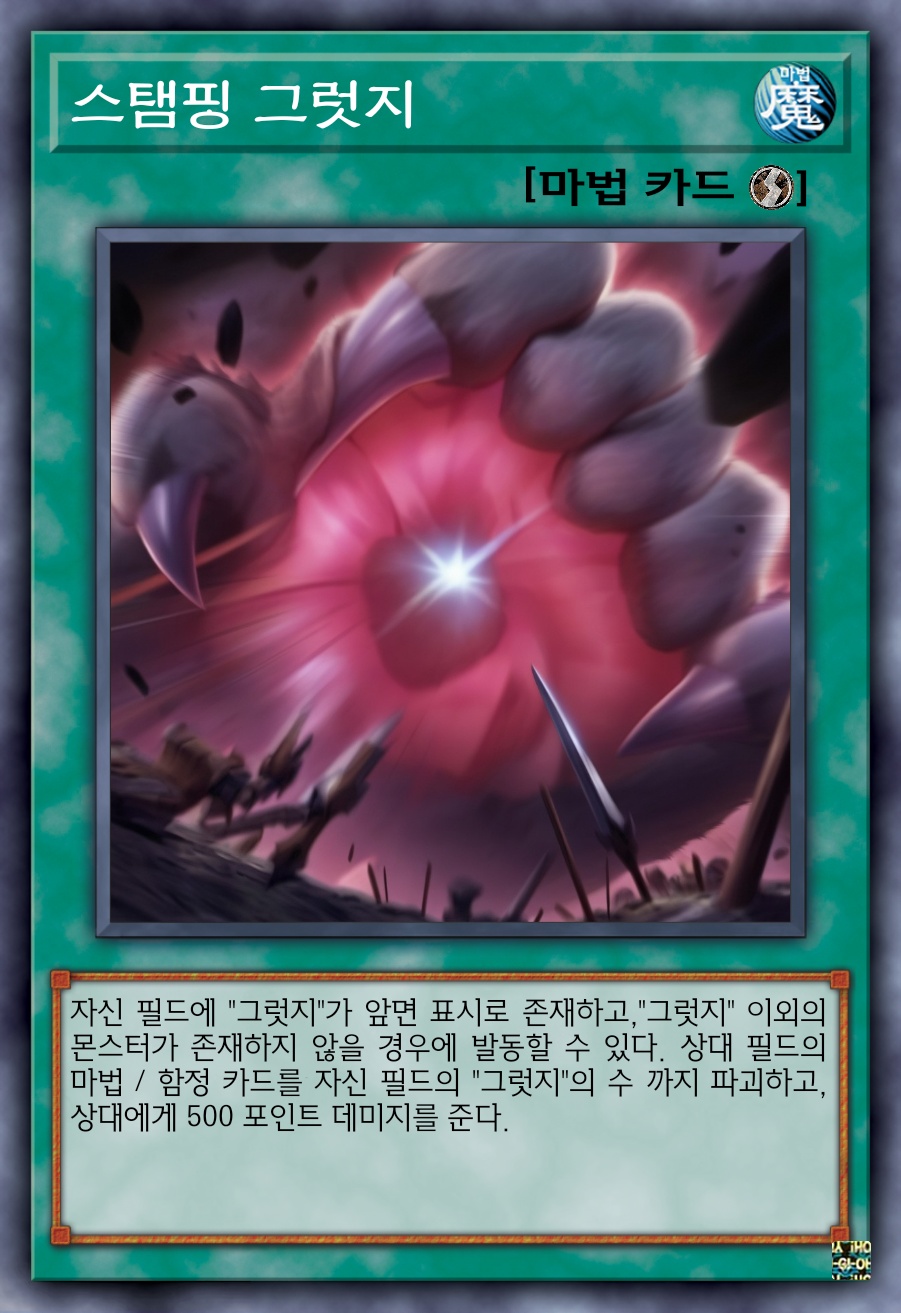 스탬핑 그럿지
마법
魔
[마법 카드 ]
자신 필드에 "그럿지"가 앞면 표시로 존재하고,"그럿지" 이외의
몬스터가 존재하지 않을 경우에 발동할 수 있다. 상대 필드의
마법 / 함정 카드를 자신 필드의 "그럿지"의 수 까지 파괴하고,
상대에게 500 포인트 데미지를 준다.